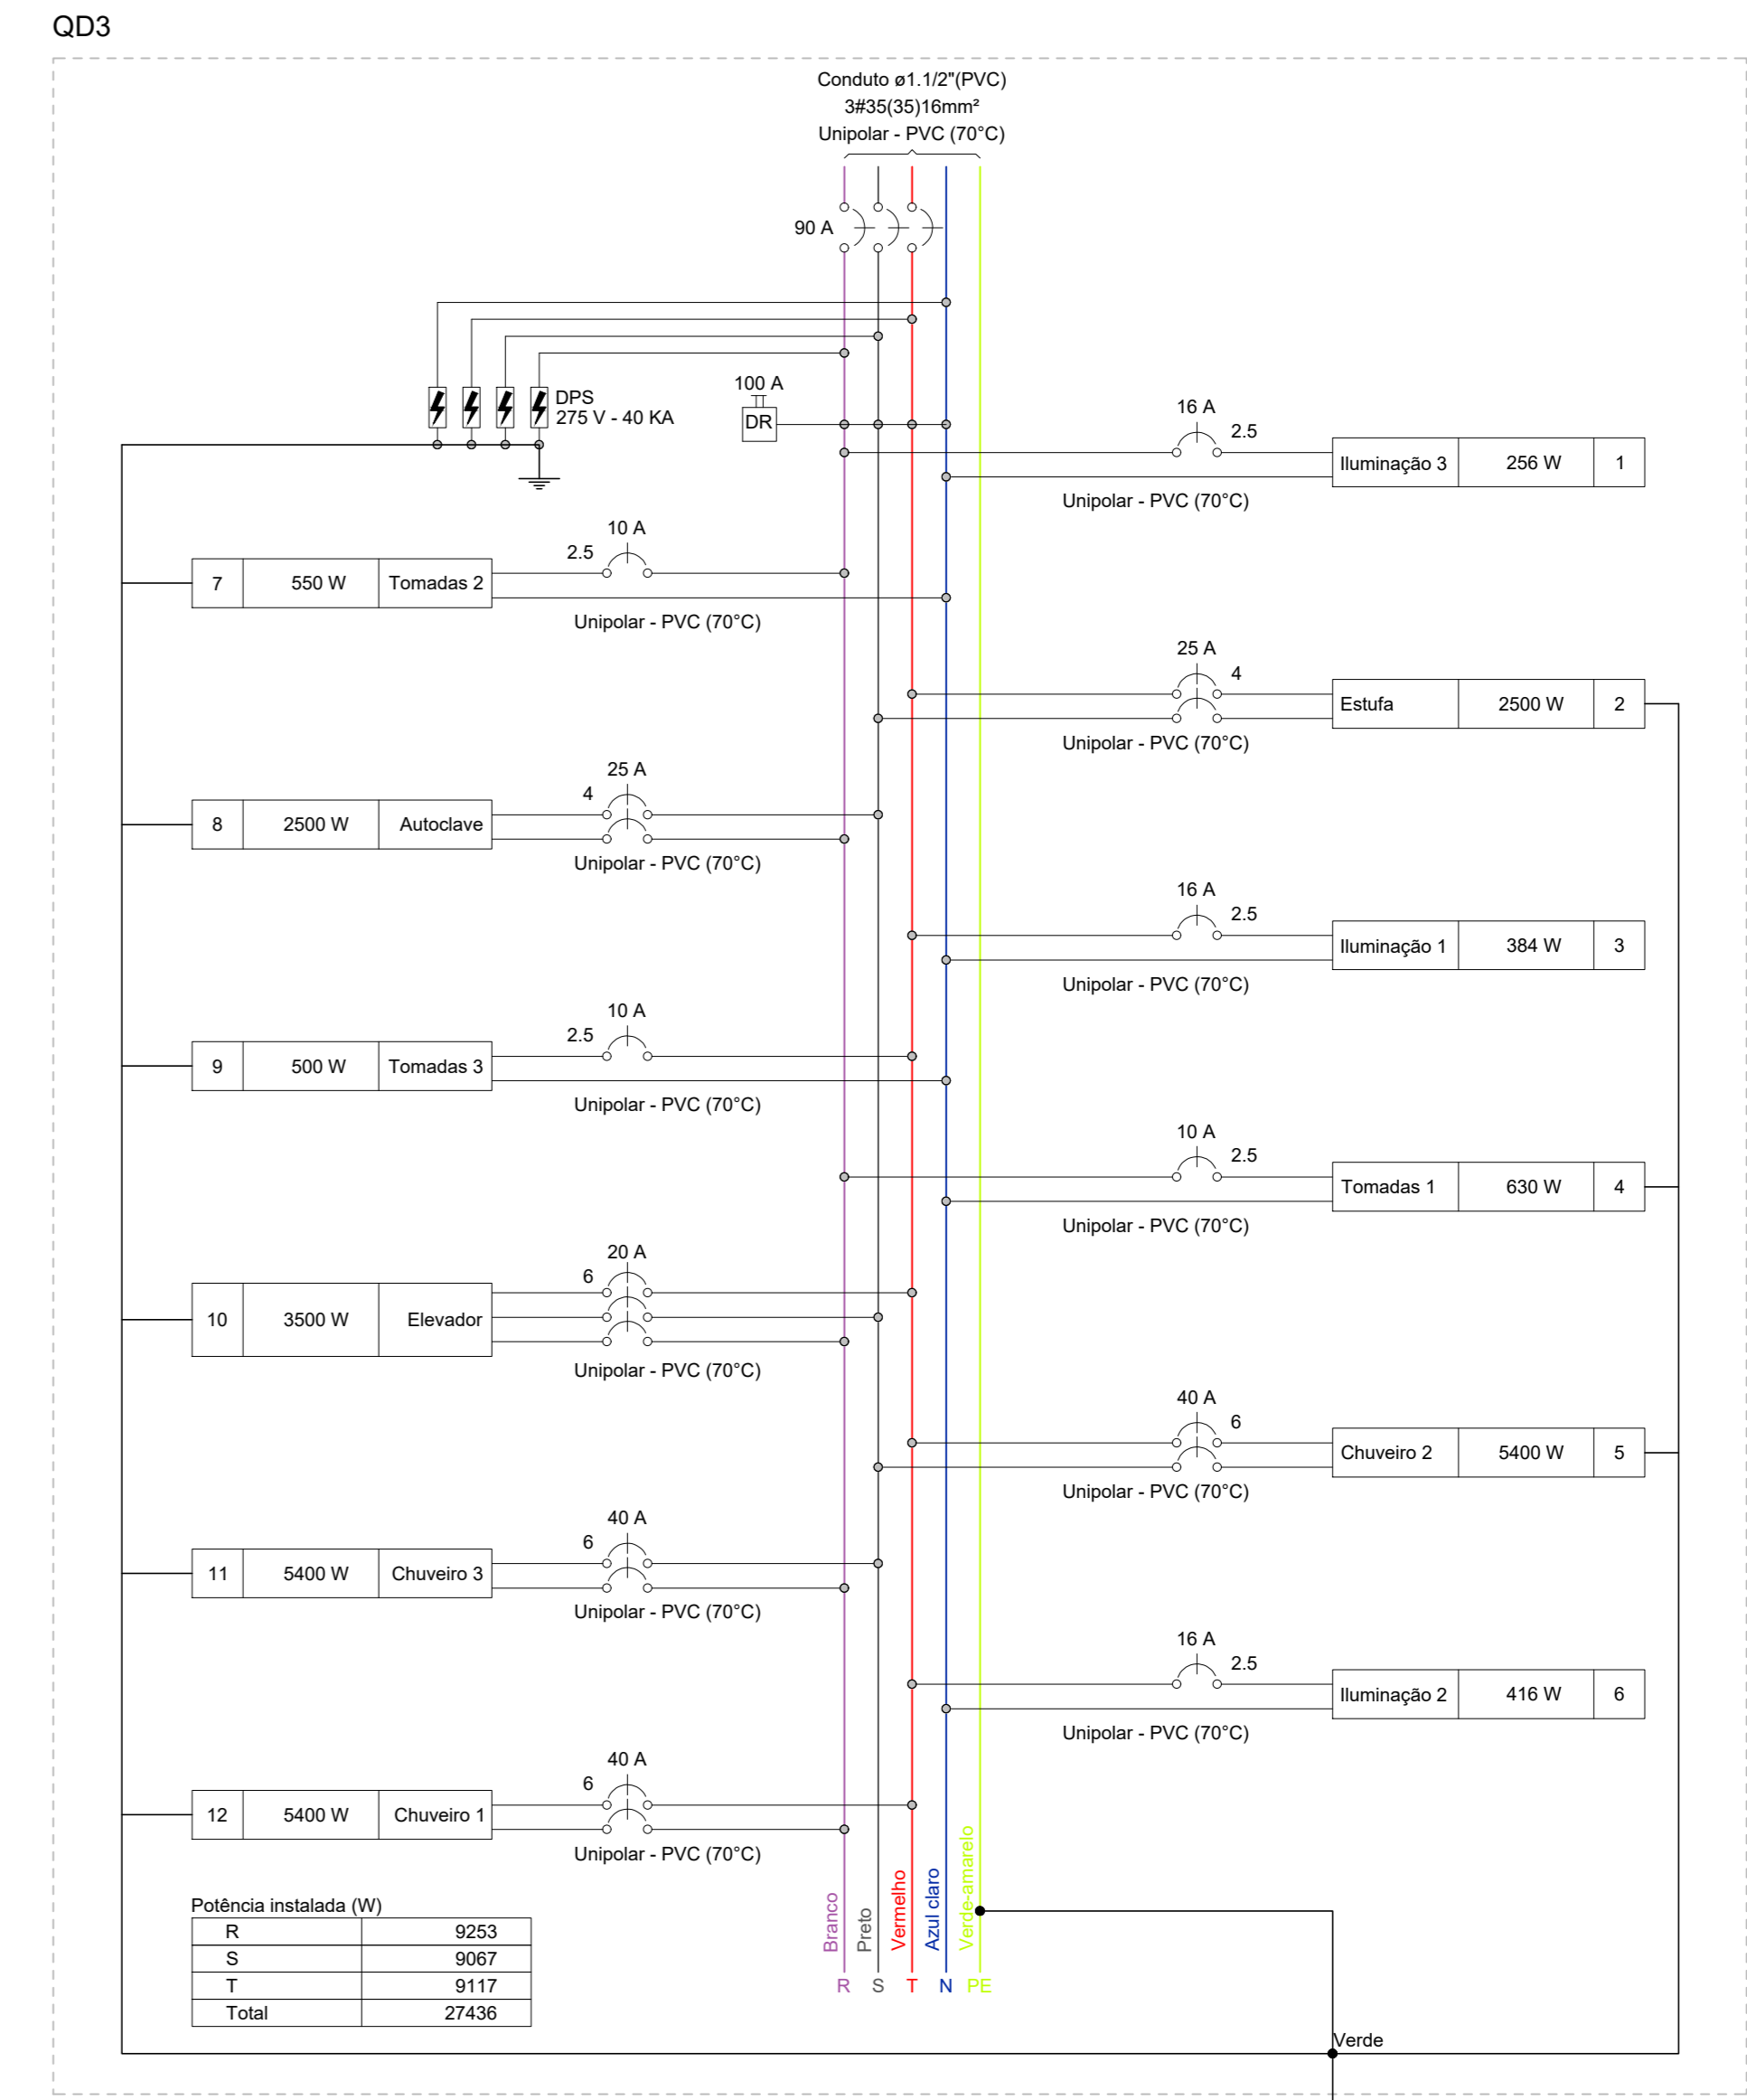 QD3
Conduto ø1.1/2"(PVC)
3#35(35)16mm²
Unipolar - PVC (70°C)
90 A
DPS
275 V - 40 KA
100 A
DR
16 A
2.5
Iluminação 3 256 W 1
Unipolar - PVC (70°C)
10 A
2.5
7 550 W Tomadas 2
Unipolar - PVC (70°C)
25 A
4
Estufa 2500 W 2
Unipolar - PVC (70°C)
25 A
4
8 2500 W Autoclave
Unipolar - PVC (70°C)
16 A
2.5
Iluminação 1 384 W 3
Unipolar - PVC (70°C)
10 A
2.5
9 500 W Tomadas 3
Unipolar - PVC (70°C)
10 A
2.5
Tomadas 1 630 W 4
Unipolar - PVC (70°C)
20 A
6
10 3500 W Elevador
Unipolar - PVC (70°C)
40 A
6
Chuveiro 2 5400 W 5
Unipolar - PVC (70°C)
40 A
6
11 5400 W Chuveiro 3
Unipolar - PVC (70°C)
16 A
2.5
Iluminação 2 416 W 6
Unipolar - PVC (70°C)
40 A
6
12 5400 W Chuveiro 1
Unipolar - PVC (70°C)
Potência instalada (W)
R 9253
S 9067
T 9117
Total 27436
Branco
Preto
Vermelho
Azul claro
Verde-amarelo
R S T N PE
Verde